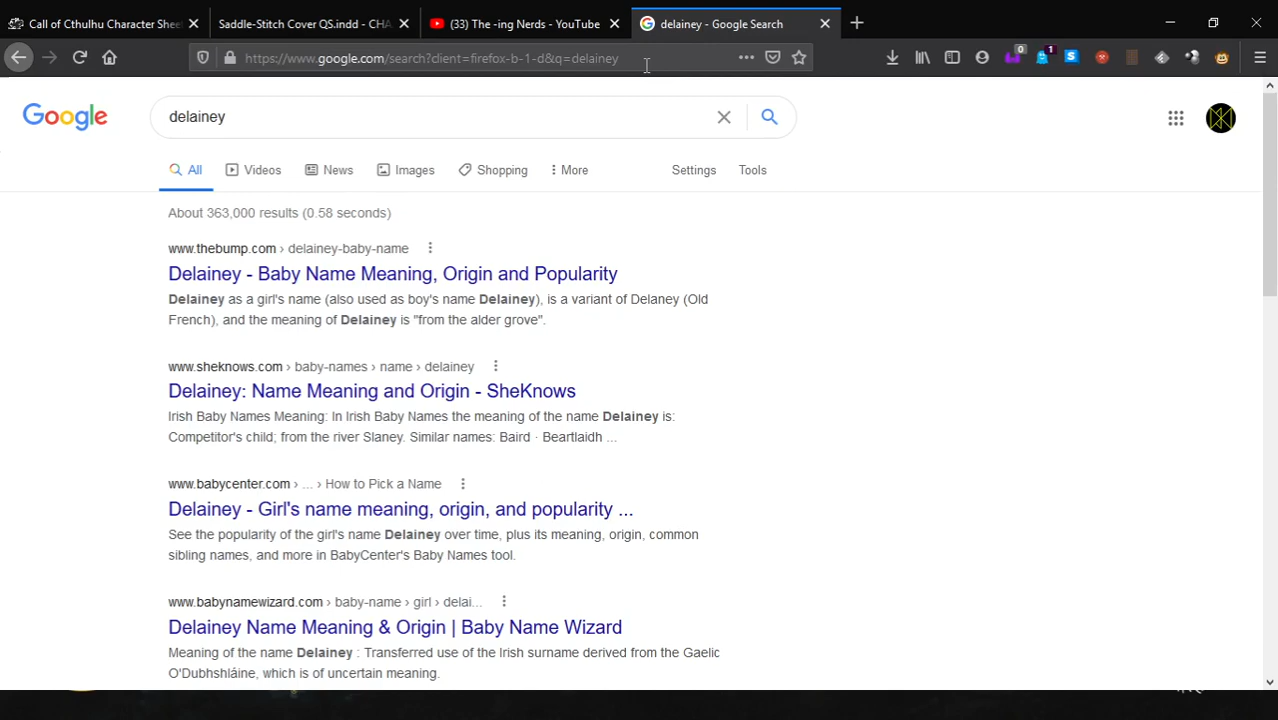 Call of Cthulhu Character Shee
Saddle-Stitch Cover QS.indd - CHA
(33) The -ing Nerds - YouTube
delainey - Google Search
https://www.google.com/search?client=firefox-b-1-d&q=delainey
0
1
Google
delainey
All
Videos
News
Images
Shopping
More
Settings
Tools
About 363,000 results (0.58 seconds)
www.thebump.com › delainey-baby-name
Delainey - Baby Name Meaning, Origin and Popularity
Delainey as a girl's name (also used as boy's name Delainey), is a variant of Delaney (Old
French), and the meaning of Delainey is "from the alder grove".
www.sheknows.com › baby-names › name › delainey
Delainey: Name Meaning and Origin - SheKnows
Irish Baby Names Meaning: In Irish Baby Names the meaning of the name Delainey is:
Competitor's child; from the river Slaney. Similar names: Baird · Beartlaidh ...
www.babycenter.com › ... › How to Pick a Name
Delainey - Girl's name meaning, origin, and popularity ...
See the popularity of the girl's name Delainey over time, plus its meaning, origin, common
sibling names, and more in BabyCenter's Baby Names tool.
www.babynamewizard.com › baby-name › girl › delai...
Delainey Name Meaning & Origin | Baby Name Wizard
Meaning of the name Delainey : Transferred use of the Irish surname derived from the Gaelic
O'Dubhshláine, which is of uncertain meaning.